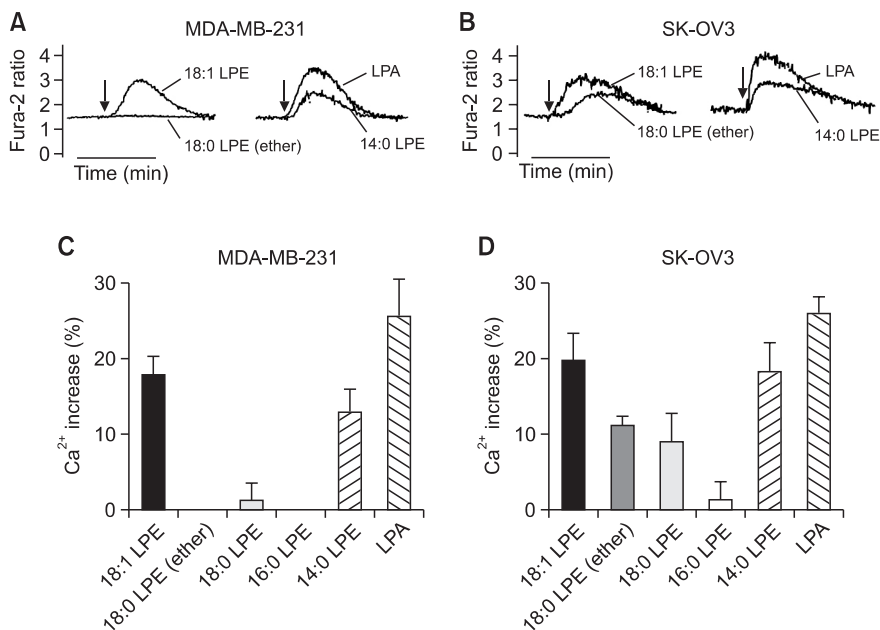 A
MDA-MB-231
Fura-2 ratio
4
3
2
1
0
18:1 LPE
18:0 LPE (ether)
LPA
14:0 LPE
Time (min)
B
SK-OV3
Fura-2 ratio
4
3
2
1
0
18:1 LPE
18:0 LPE (ether)
LPA
14:0 LPE
Time (min)
C
MDA-MB-231
Ca2+ increase (%)
30
20
10
0
18:1 LPE
18:0 LPE (ether)
18:0 LPE
16:0 LPE
14:0 LPE
LPA
D
SK-OV3
Ca2+ increase (%)
30
20
10
0
18:1 LPE
18:0 LPE (ether)
18:0 LPE
16:0 LPE
14:0 LPE
LPA